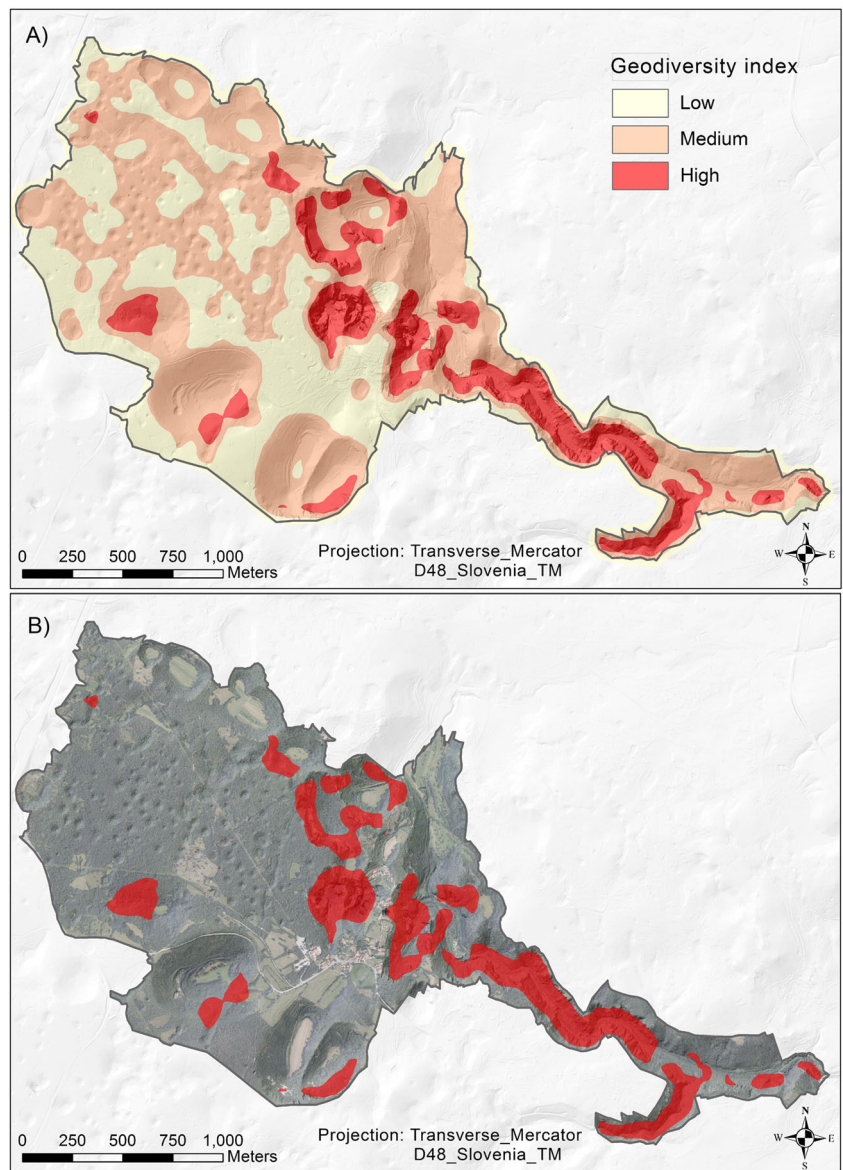 A)
Geodiversity index
Low
Medium
High
0 250 500 750 1,000
Meters
Projection: Transverse_Mercator
D48_Slovenia_TM
N
W E
S
B)
0 250 500 750 1,000
Meters
Projection: Transverse_Mercator
D48_Slovenia_TM
N
W E
S